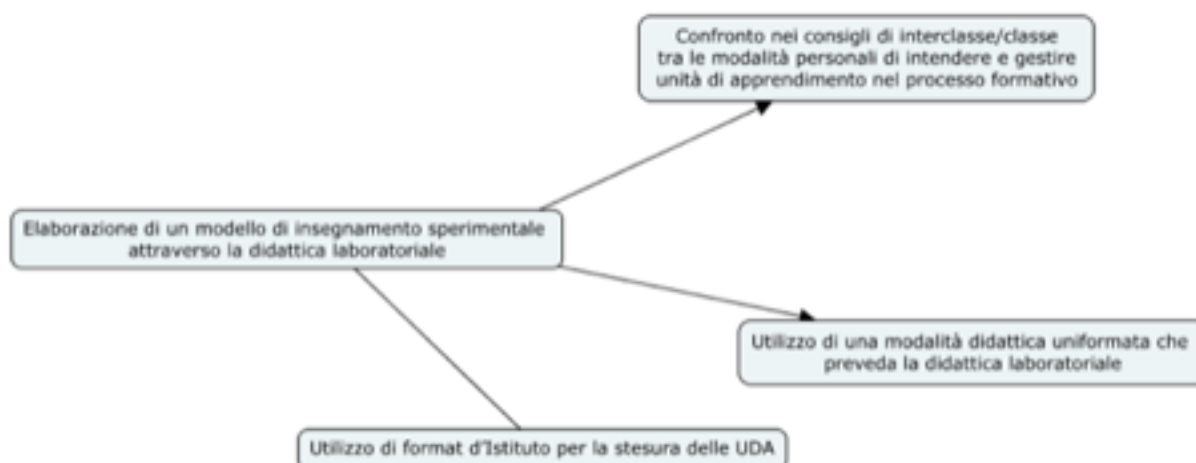 Confronto nei consigli di interclasse/classe
tra le modalità personali di intendere e gestire
unità di apprendimento nel processo formativo
Elaborazione di un modello di insegnamento sperimentale
attraverso la didattica laboratoriale
Utilizzo di una modalità didattica uniformata che
preveda la didattica laboratoriale
Utilizzo di format d'Istituto per la stesura delle UDA